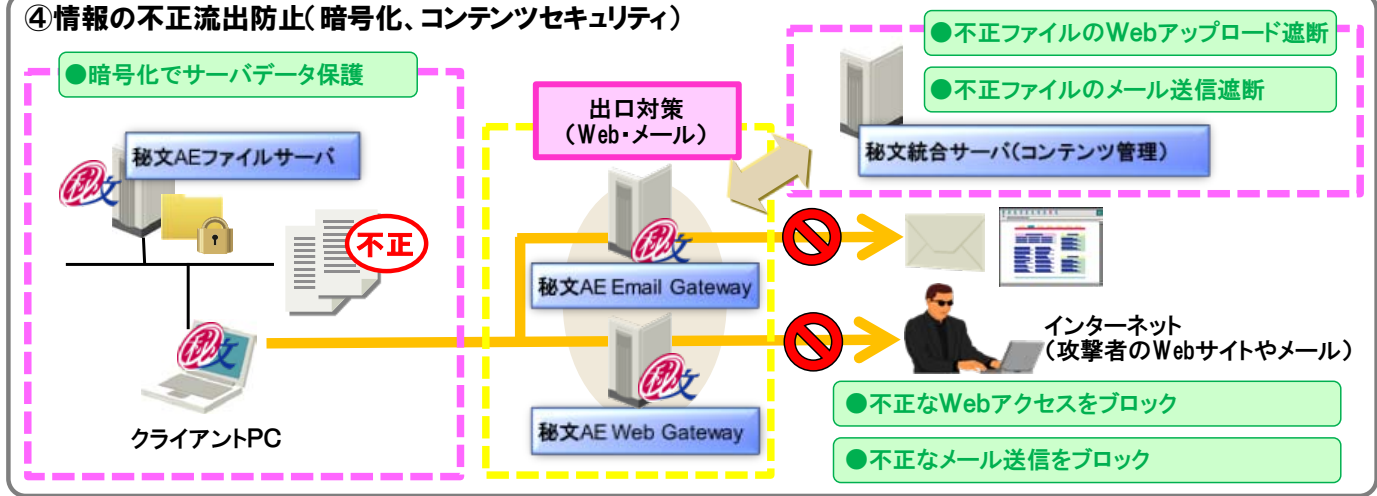 ④情報の不正流出防止(暗号化、コンテンツセキュリティ)
●暗号化でサーバデータ保護
秘文AEファイルサーバ
秘文
不正
秘文
クライアントPC
出口対策
(Web・メール)
秘文
秘文AE Email Gateway
秘文
秘文AE Web Gateway
●不正ファイルのWebアップロード遮断
●不正ファイルのメール送信遮断
秘文統合サーバ(コンテンツ管理)
インターネット
(攻撃者のWebサイトやメール)
●不正なWebアクセスをブロック
●不正なメール送信をブロック